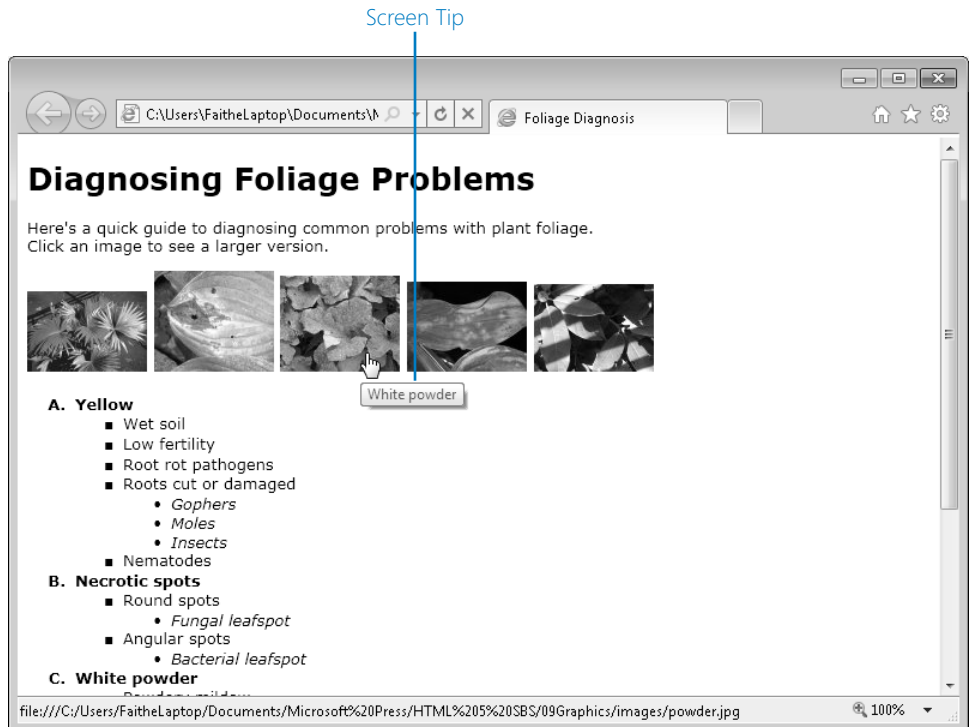 Screen Tip
C:\Users\FaitheLaptop\Documents\M
Foliage Diagnosis
Diagnosing Foliage Problems
Here's a quick guide to diagnosing common problems with plant foliage.
Click an image to see a larger version.
White powder
A. Yellow
■ Wet soil
■ Low fertility
■ Root rot pathogens
■ Roots cut or damaged
• Gophers
• Moles
• Insects
■ Nematodes
B. Necrotic spots
■ Round spots
• Fungal leafspot
■ Angular spots
• Bacterial leafspot
C. White powder
■ Powdery mildew
file:///C:/Users/FaitheLaptop/Documents/Microsoft%20Press/HTML%205%20SBS/09Graphics/images/powder.jpg
100%